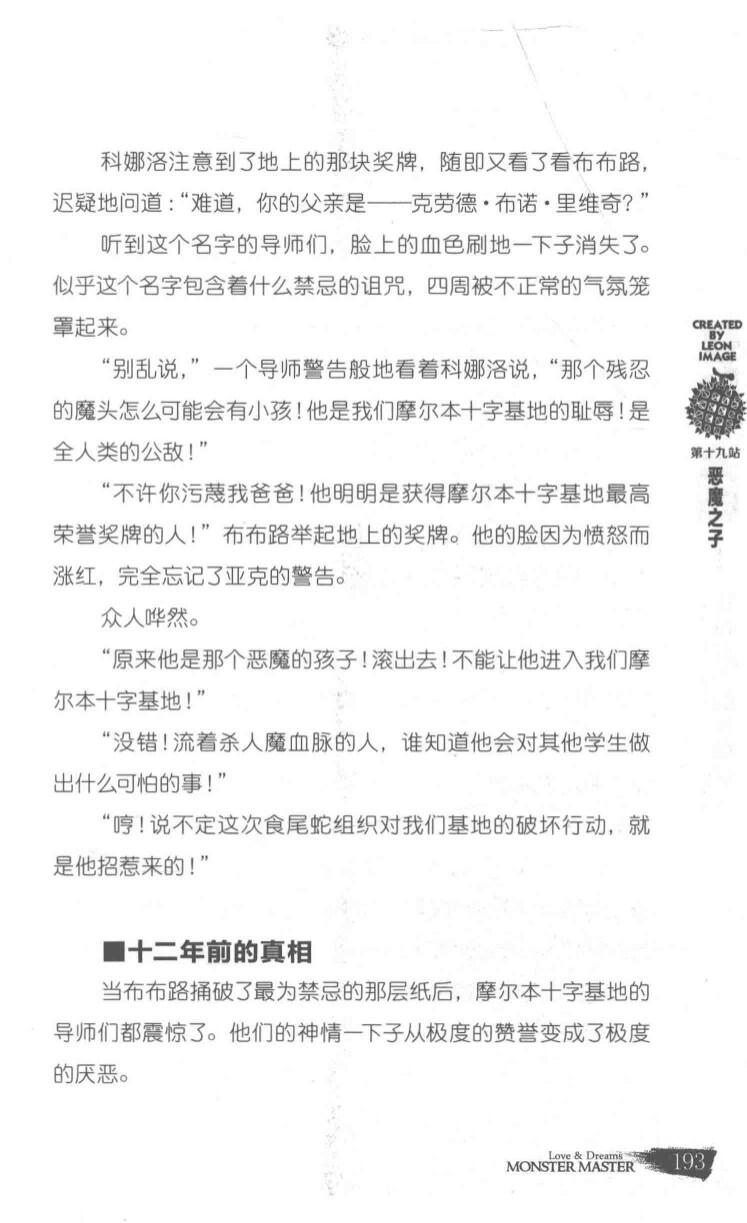 科娜洛注意到了地上的那块奖牌，随即又看了看布布路，
迟疑地问道：“难道，你的父亲是——克劳德·布诺·里维奇？”
听到这个名字的导师们，脸上的血色刷地一下子消失了。
似乎这个名字包含着什么禁忌的诅咒，四周被不正常的气氛笼
罩起来。
“别乱说，”一个导师警告般地看着科娜洛说，“那个残忍
的魔头怎么可能会有小孩！他是我们摩尔本十字基地的耻辱！是
全人类的公敌！”
“不许你污蔑我爸爸！他明明是获得摩尔本十字基地最高
荣誉奖牌的人！”布布路举起地上的奖牌。他的脸因为愤怒而
涨红，完全忘记了亚克的警告。
众人哗然。
“原来他是那个恶魔的孩子！滚出去！不能让他进入我们摩
尔本十字基地！”
“没错！流着杀人魔血脉的人，谁知道他会对其他学生做
出什么可怕的事！”
“哼！说不定这次食尾蛇组织对我们基地的破坏行动，就
是他招惹来的！”
■十二年前的真相
当布布路捅破了最为禁忌的那层纸后，摩尔本十字基地的
导师们都震惊了。他们的神情一下子从极度的赞誉变成了极度
的厌恶。
CREATED
BY
LEON
IMAGE
第十九站
恶魔之子
Love & Dreams
MONSTER MASTER
193